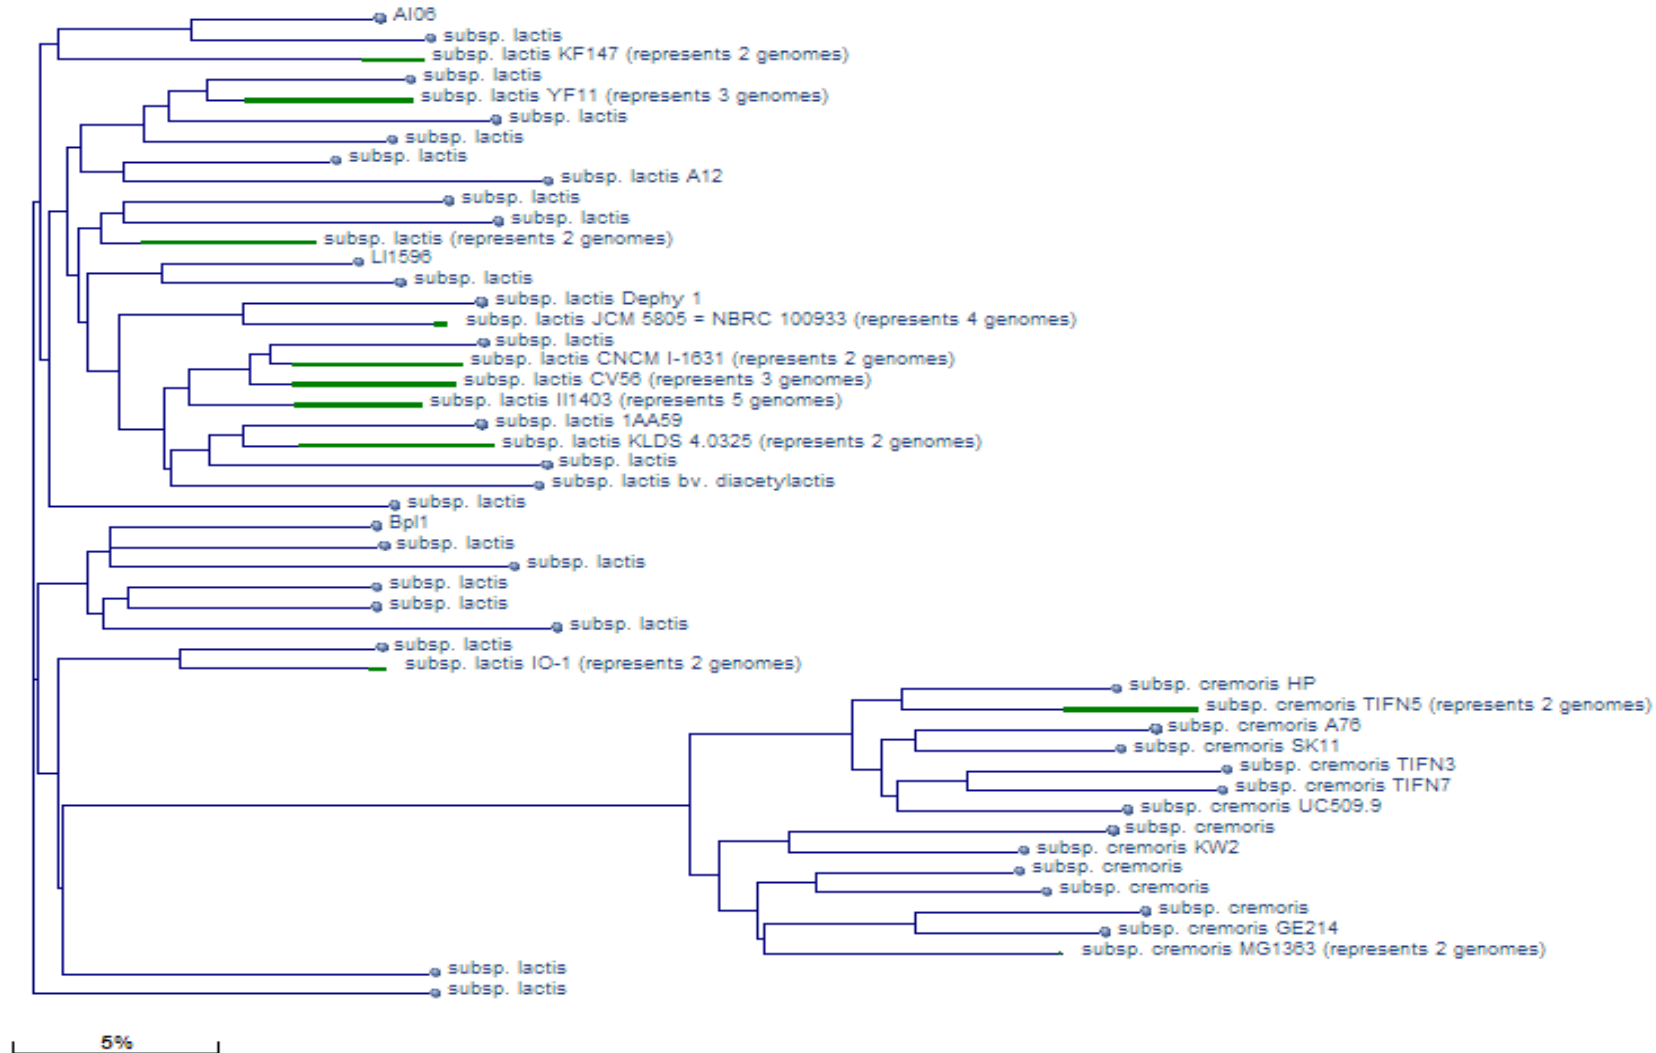 AI06
subsp. lactis
subsp. lactis KF147 (represents 2 genomes)
subsp. lactis
subsp. lactis YF11 (represents 3 genomes)
subsp. lactis
subsp. lactis
subsp. lactis
subsp. lactis A12
subsp. lactis
subsp. lactis
subsp. lactis (represents 2 genomes)
LI1596
subsp. lactis
subsp. lactis Dephy 1
subsp. lactis JCM 5805 = NBRC 100933 (represents 4 genomes)
subsp. lactis
subsp. lactis CNCM I-1631 (represents 2 genomes)
subsp. lactis CV56 (represents 3 genomes)
subsp. lactis Il1403 (represents 5 genomes)
subsp. lactis 1AA59
subsp. lactis KLDS 4.0325 (represents 2 genomes)
subsp. lactis
subsp. lactis bv. diacetylactis
subsp. lactis
Bpl1
subsp. lactis
subsp. lactis
subsp. lactis
subsp. lactis
subsp. lactis
subsp. lactis
subsp. lactis IO-1 (represents 2 genomes)
subsp. cremoris HP
subsp. cremoris TIFN5 (represents 2 genomes)
subsp. cremoris A76
subsp. cremoris SK11
subsp. cremoris TIFN3
subsp. cremoris TIFN7
subsp. cremoris UC509.9
subsp. cremoris
subsp. cremoris KW2
subsp. cremoris
subsp. cremoris
subsp. cremoris
subsp. cremoris GE214
subsp. cremoris MG1363 (represents 2 genomes)
subsp. lactis
subsp. lactis
5%